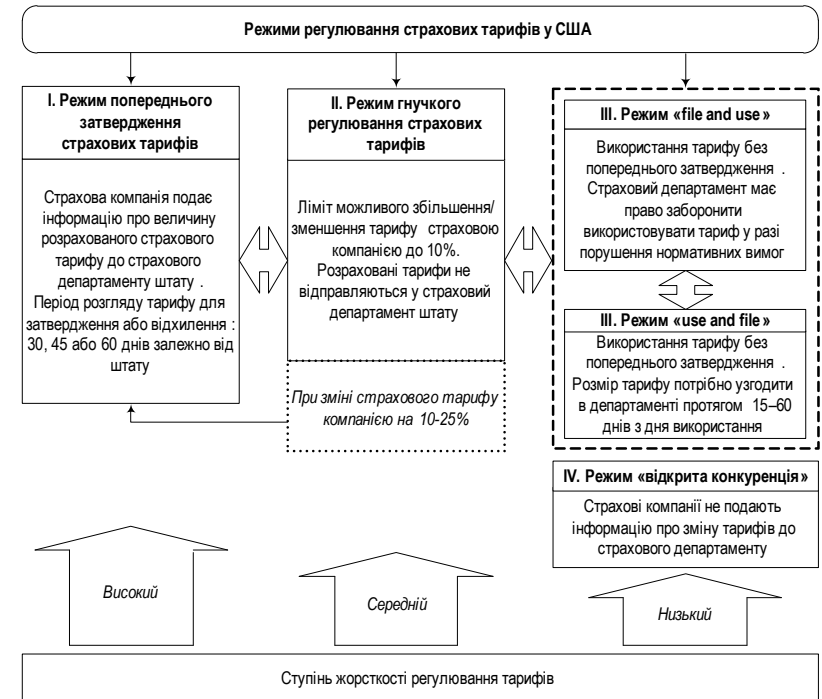 Режими регулювання страхових тарифів у США
І. Режим попереднього
затвердження
страхових тарифів
Страхова компанія подає
інформацію про величину
розрахованого страхового
тарифу до страхового
департаменту штату .
Період розгляду тарифу для
затвердження або відхилення :
30, 45 або 60 днів залежно від
штату
ІІ. Режим гнучкого
регулювання страхових
тарифів
Ліміт можливого збільшення/
зменшення тарифу страховою
компанією до 10%.
Розраховані тарифи не
відправляються у страховий
департамент штату
При зміні страхового тарифу
компанією на 10-25%
ІІІ. Режим «file and use »
Використання тарифу без
попереднього затвердження .
Страховий департамент має
право заборонити
використовувати тариф у разі
порушення нормативних вимог
ІІІ. Режим «use and file»
Використання тарифу без
попереднього затвердження .
Розмір тарифу потрібно узгодити
в департаменті протягом 15–60
днів з дня використання
IV. Режим «відкрита конкуренція»
Страхові компанії не подають
інформацію про зміну тарифів до
страхового департаменту
Високий
Середній
Низький
Ступінь жорсткості регулювання тарифів